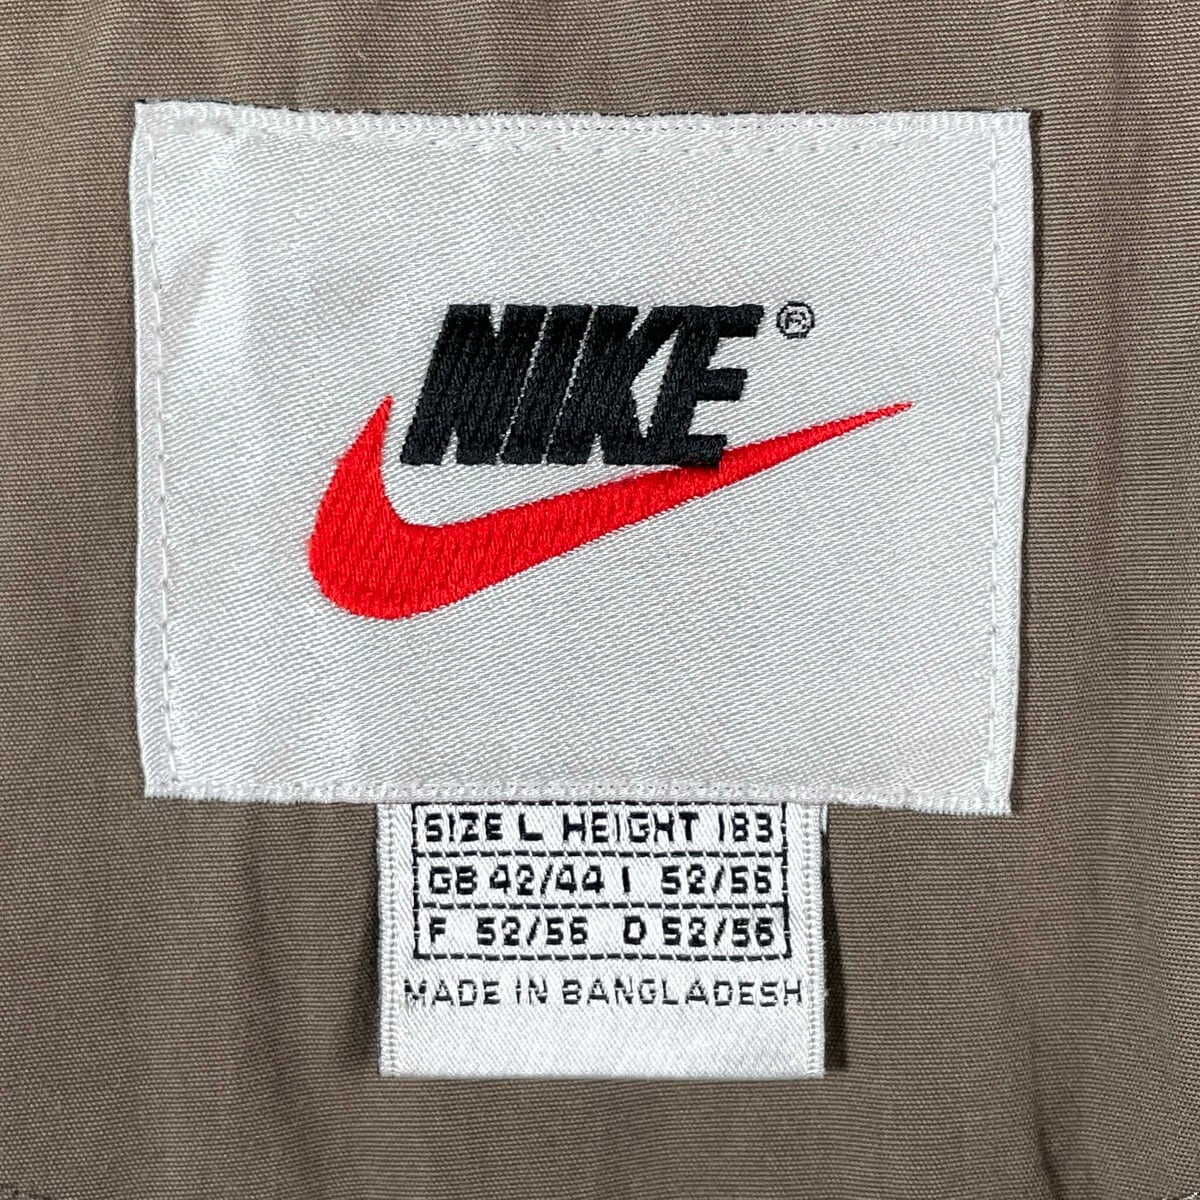 NIKE®
SIZE L HEIGHT 183
GB 42/44 I 52/56
F 52/56 D 52/56
MADE IN BANGLADESH